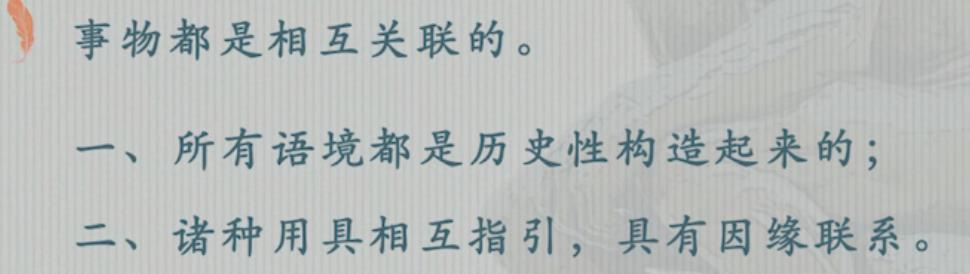 事物都是相互关联的。
一、所有语境都是历史性构造起来的；
二、诸种用具相互指引，具有因缘联系。